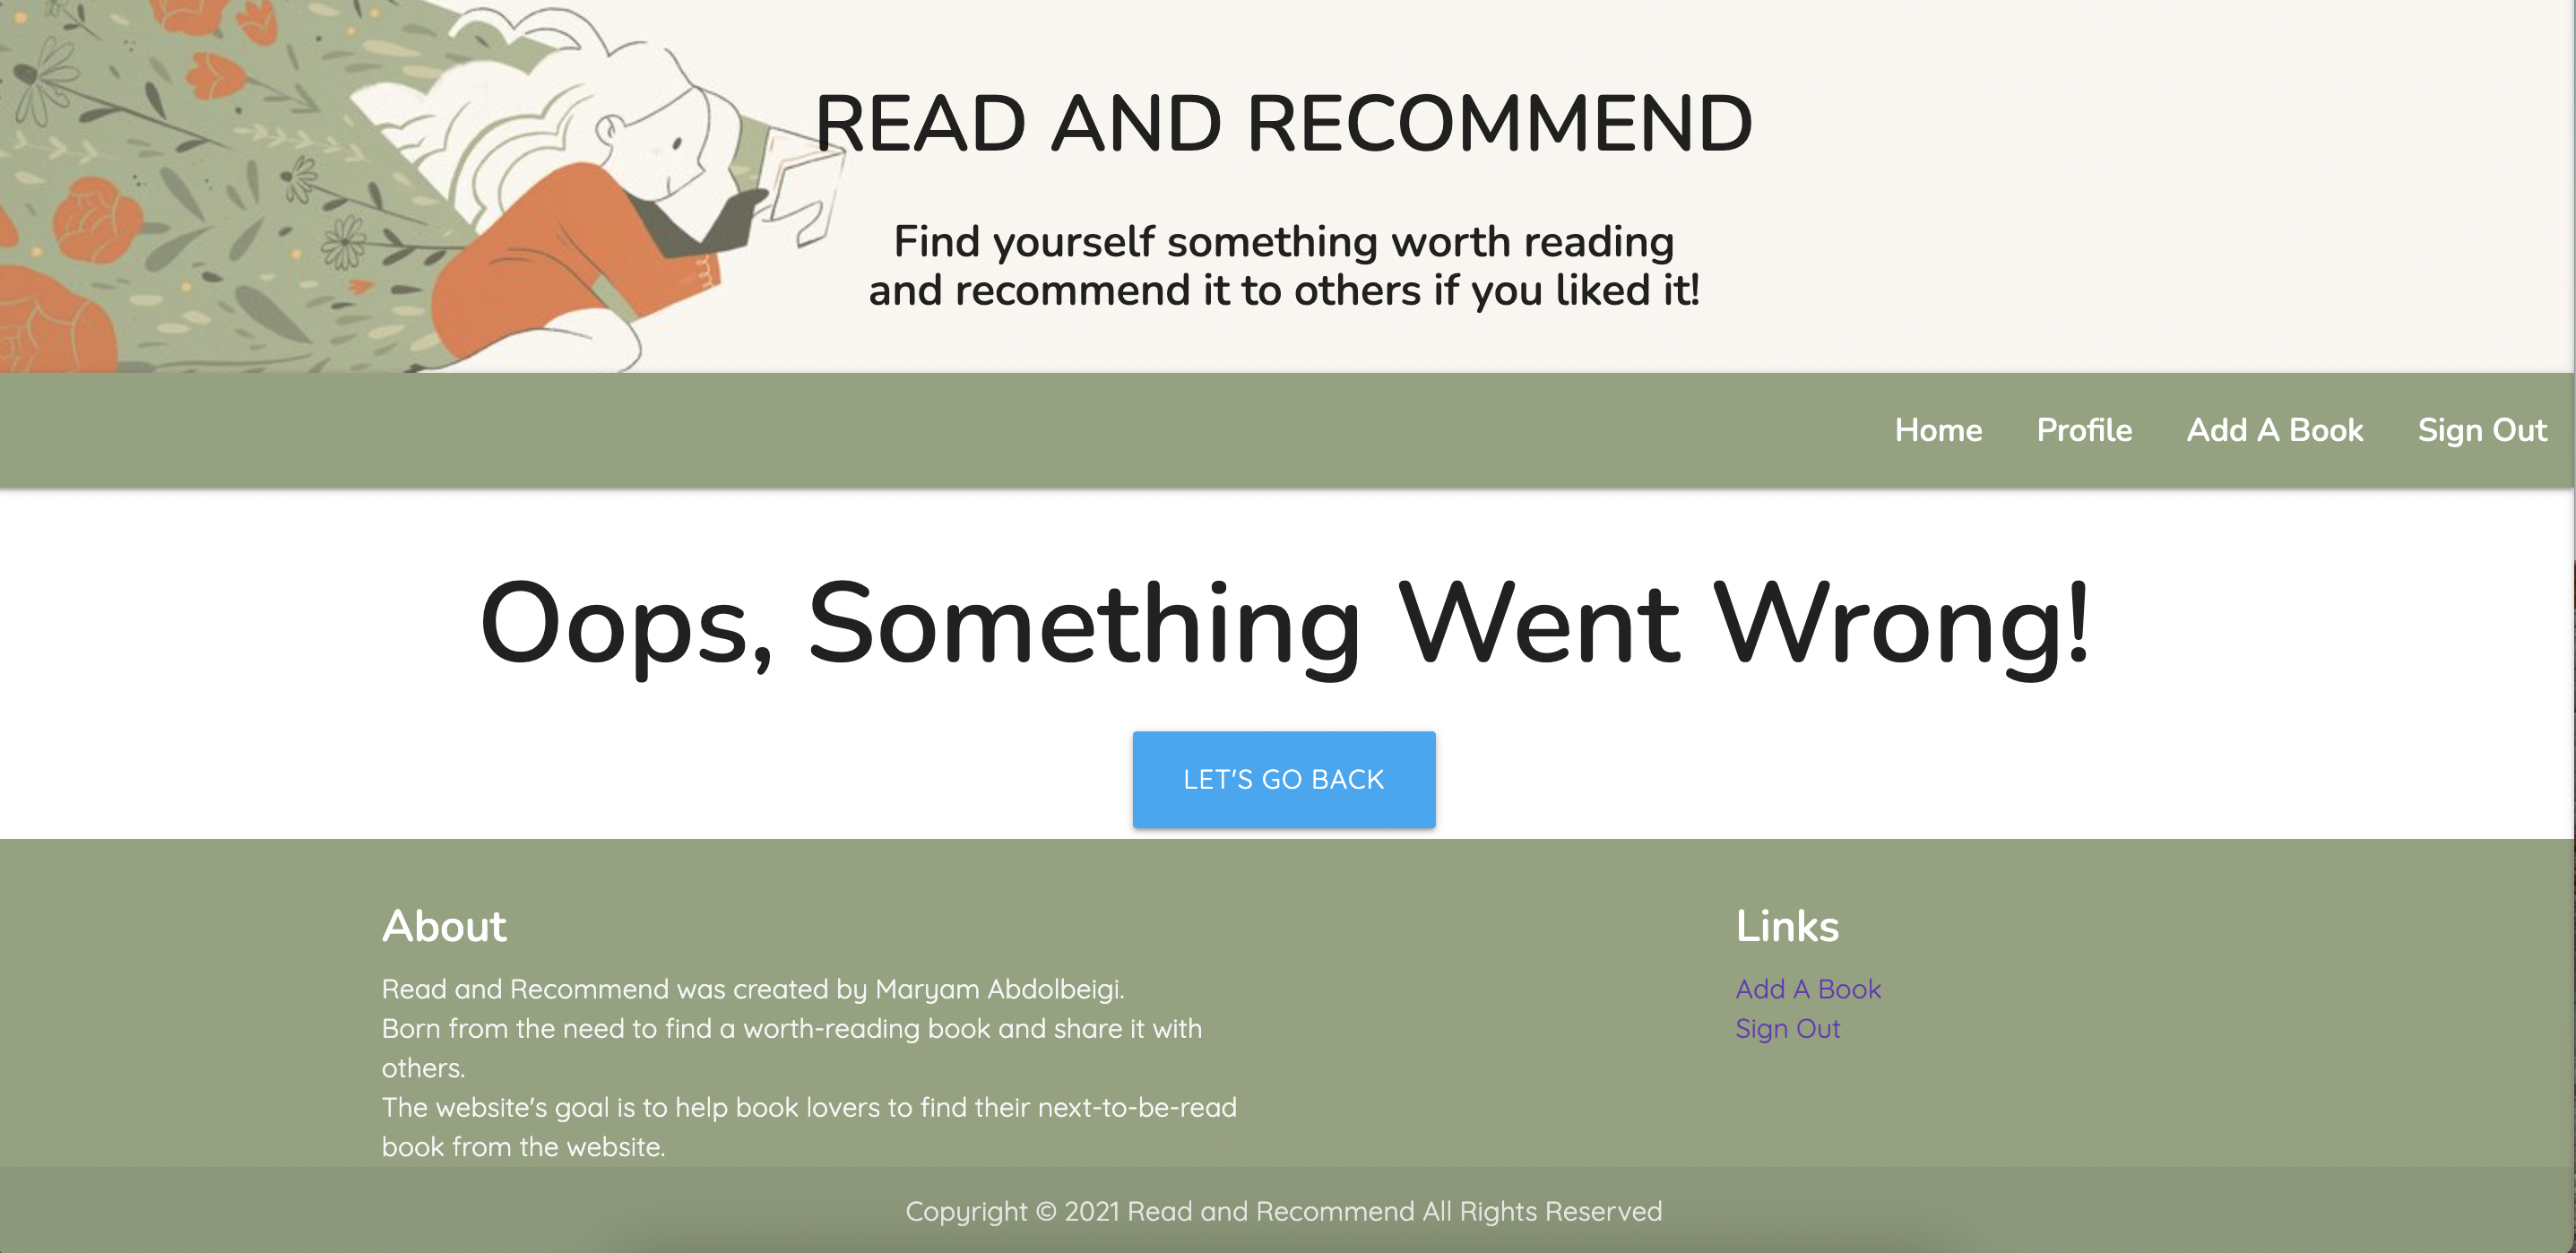 READ AND RECOMMEND
Find yourself something worth reading
and recommend it to others if you liked it!
Home Profile Add A Book Sign Out
Oops, Something Went Wrong!
LET'S GO BACK
About
Read and Recommend was created by Maryam Abdolbeigi.
Born from the need to find a worth-reading book and share it with
others.
The website's goal is to help book lovers to find their next-to-be-read
book from the website.
Links
Add A Book
Sign Out
Copyright © 2021 Read and Recommend All Rights Reserved